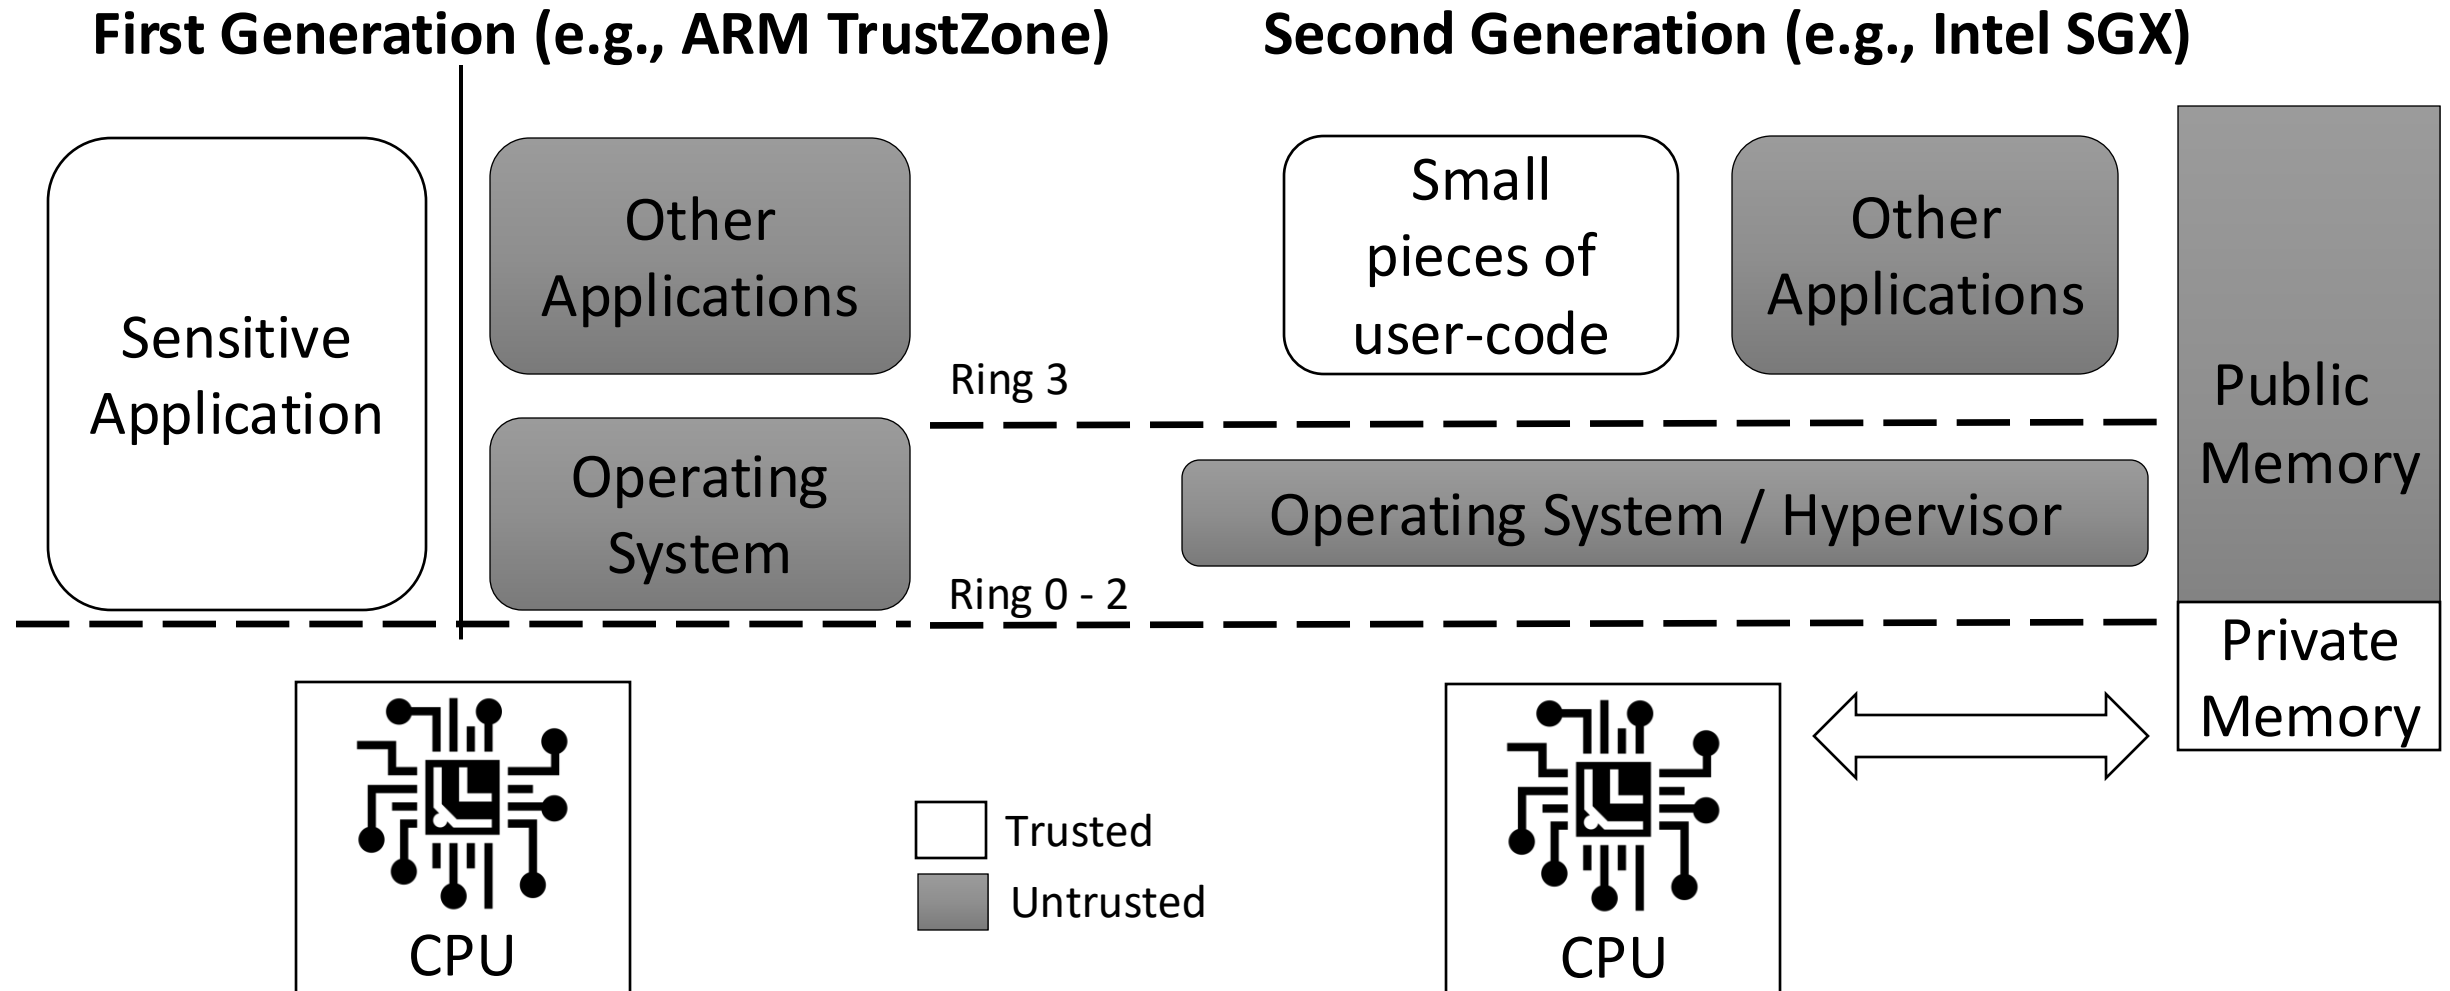 First Generation (e.g., ARM TrustZone)
Second Generation (e.g., Intel SGX)
Sensitive
Application
Other
Applications
Operating
System
Ring 3
Ring 0 - 2
Small
pieces of
user-code
Other
Applications
Operating System / Hypervisor
Public
Memory
Private
Memory
CPU
Trusted
Untrusted
CPU